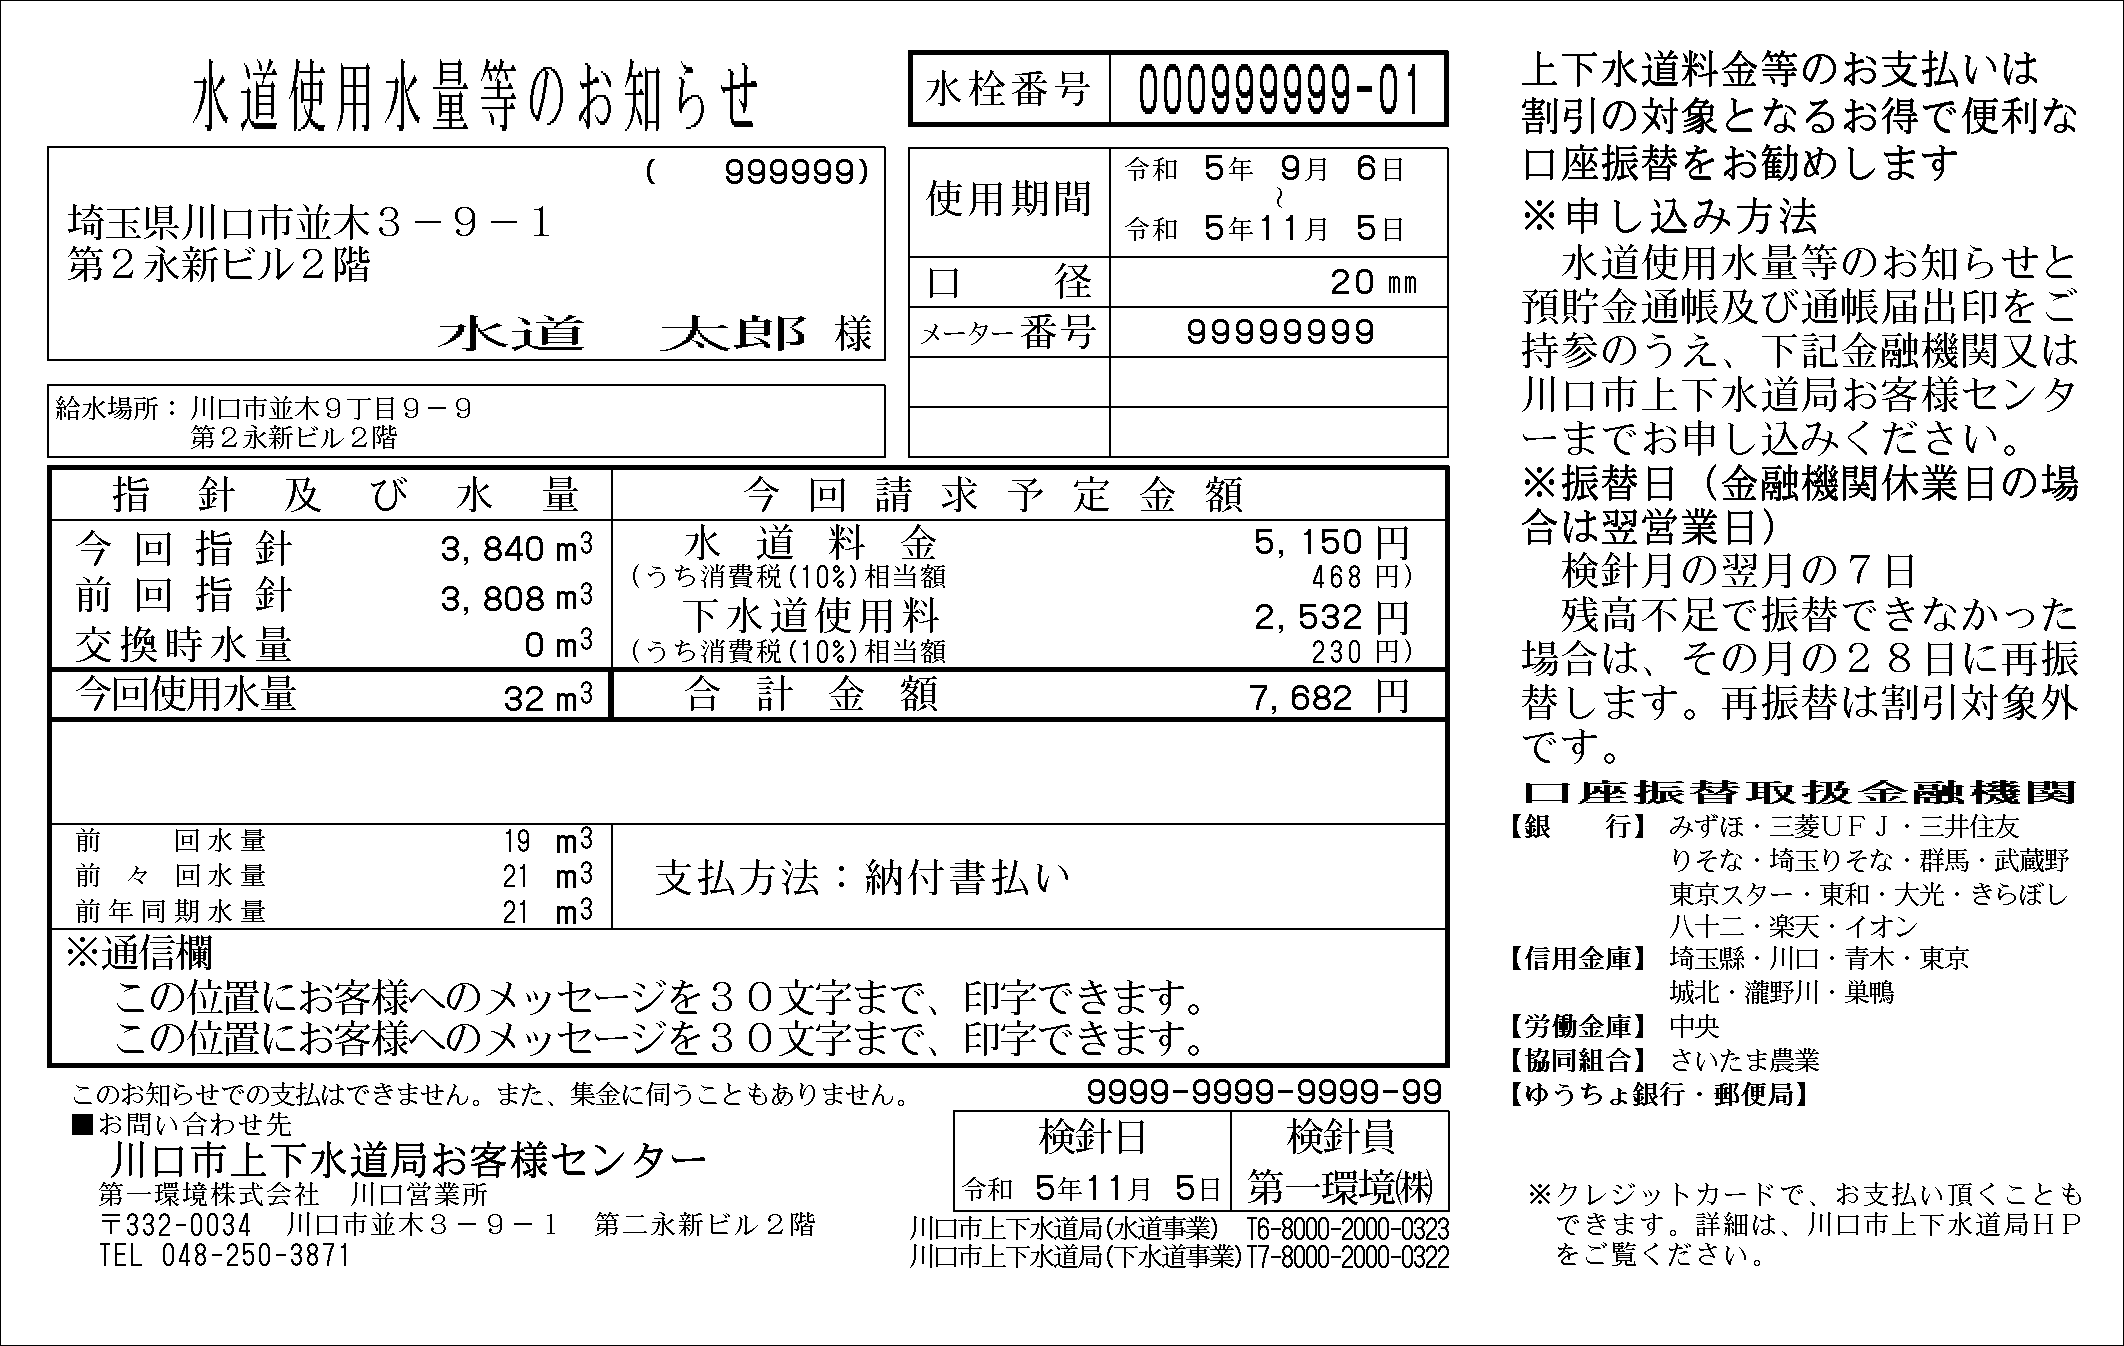 水道使用水量等のお知らせ
水栓番号 000999999-01
( 999999)
埼玉県川口市並木３－９－１
第２永新ビル２階
水道　太郎 様
給水場所： 川口市並木９丁目９－９
第２永新ビル２階
使用期間 令和 5年 9月 6日
～
令和 5年11月 5日
口径 20 mm
メーター番号 99999999
指針及び水量
今回指針 3,840 m3
前回指針 3,808 m3
交換時水量 0 m3
今回使用水量 32 m3
今回請求予定金額
水道料金 5,150 円
(うち消費税(10%)相当額 468 円)
下水道使用料 2,532 円
(うち消費税(10%)相当額 230 円)
合計金額 7,682 円
前回水量 19 m3
前々回水量 21 m3
前年同期水量 21 m3
支払方法：納付書払い
※通信欄
この位置にお客様へのメッセージを３０文字まで、印字できます。
この位置にお客様へのメッセージを３０文字まで、印字できます。
このお知らせでの支払はできません。また、集金に伺うこともありません。
■お問い合わせ先
川口市上下水道局お客様センター
第一環境株式会社　川口営業所
〒332-0034　川口市並木３－９－１　第二永新ビル２階
TEL 048-250-3871
9999-9999-9999-99
検針日 検針員
令和 5年11月 5日 第一環境㈱
川口市上下水道局(水道事業) T6-8000-2000-0323
川口市上下水道局(下水道事業)T7-8000-2000-0322
上下水道料金等のお支払いは
割引の対象となるお得で便利な
口座振替をお勧めします
※申し込み方法
水道使用水量等のお知らせと
預貯金通帳及び通帳届出印をご
持参のうえ、下記金融機関又は
川口市上下水道局お客様センタ
ーまでお申し込みください。
※振替日（金融機関休業日の場
合は翌営業日）
検針月の翌月の７日
残高不足で振替できなかった
場合は、その月の２８日に再振
替します。再振替は割引対象外
です。
口座振替取扱金融機関
【銀　　行】 みずほ・三菱ＵＦＪ・三井住友
りそな・埼玉りそな・群馬・武蔵野
東京スター・東和・大光・きらぼし
八十二・楽天・イオン
【信用金庫】 埼玉縣・川口・青木・東京
城北・瀧野川・巣鴨
【労働金庫】 中央
【協同組合】 さいたま農業
【ゆうちょ銀行・郵便局】
※クレジットカードで、お支払い頂くことも
できます。詳細は、川口市上下水道局ＨＰ
をご覧ください。